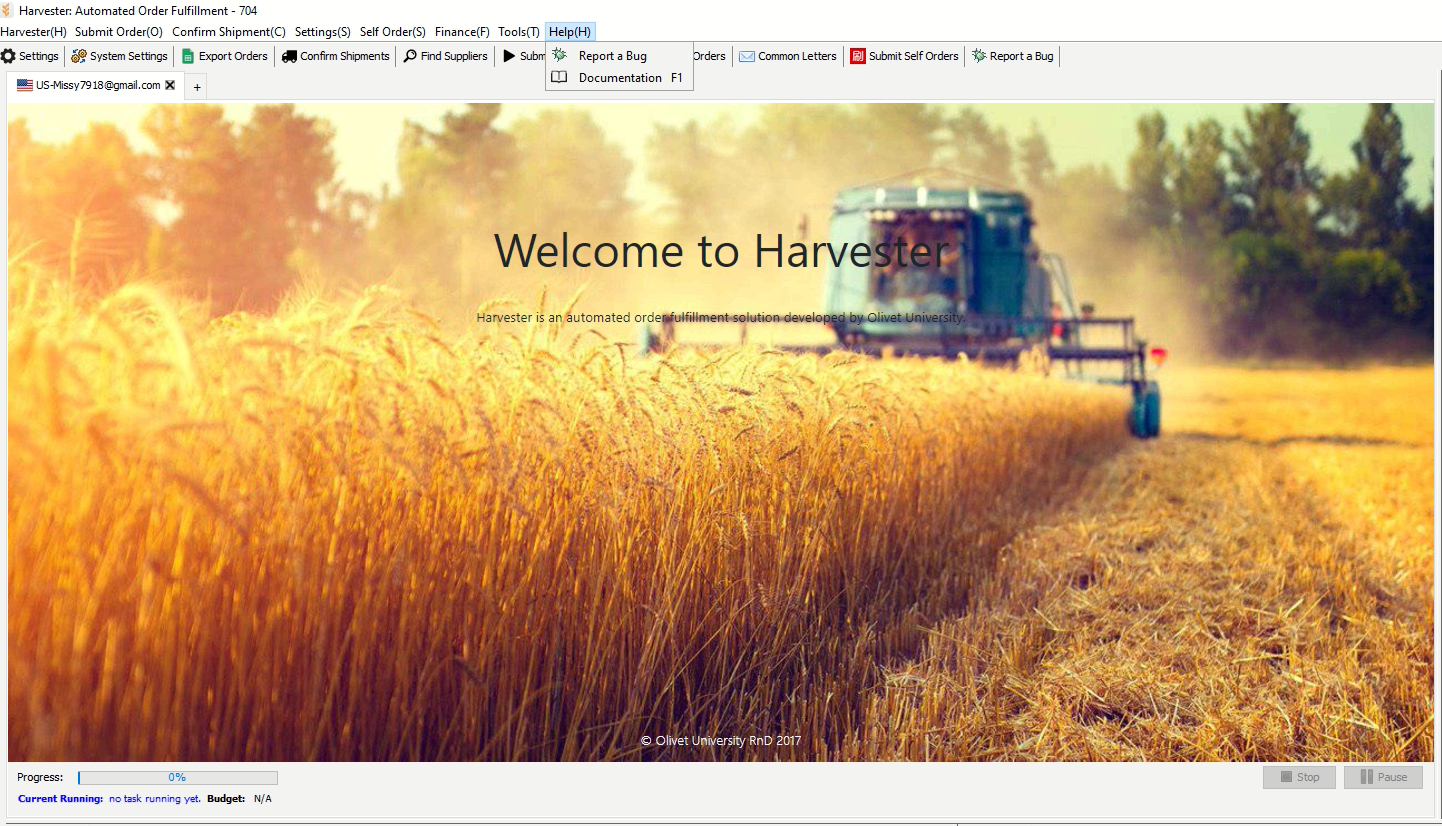 Harvester: Automated Order Fulfillment - 704
Harvester(H) Submit Order(O) Confirm Shipment(C) Settings(S) Self Order(S) Finance(F) Tools(T) Help(H)
Settings System Settings Export Orders Confirm Shipments Find Suppliers Subm Orders Common Letters Submit Self Orders Report a Bug
Report a Bug
Documentation F1
US-Missy7918@gmail.com
+
Welcome to Harvester
Harvester is an automated order fulfillment solution developed by Olivet University.
© Olivet University RnD 2017
Progress: 0% Stop Pause
Current Running: no task running yet. Budget: N/A